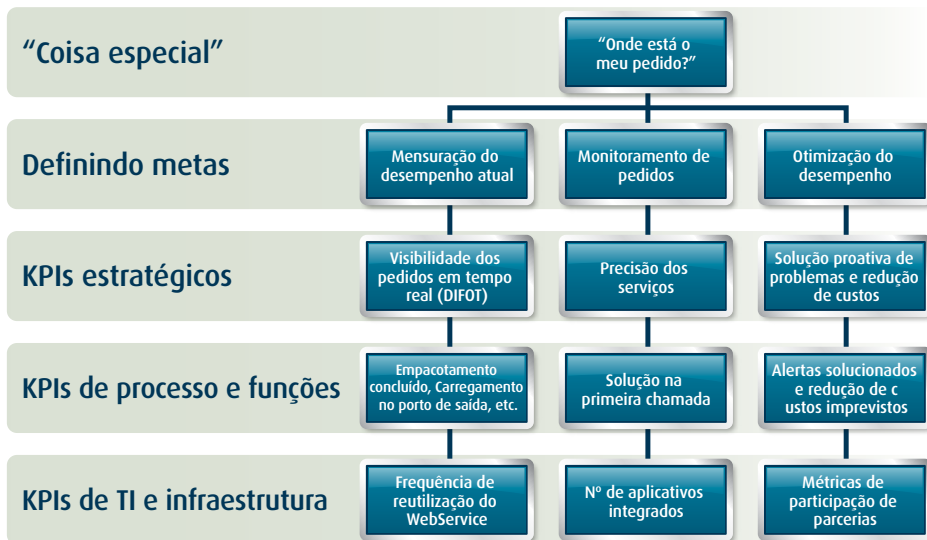 “Coisa especial”
“Onde está o
meu pedido?”
Definindo metas
Mensuração do
desempenho atual
Monitoramento de
pedidos
Otimização do
desempenho
KPIs estratégicos
Visibilidade dos
pedidos em tempo
real (DIFOT)
Precisão dos
serviços
Solução proativa de
problemas e redução
de custos
KPIs de processo e funções
Empacotamento
concluído, Carregamento
no porto de saída, etc.
Solução na
primeira chamada
Alertas solucionados
e redução de c
ustos imprevistos
KPIs de TI e infraestrutura
Frequência de
reutilização do
WebService
Nº de aplicativos
integrados
Métricas de
participação de
parcerias